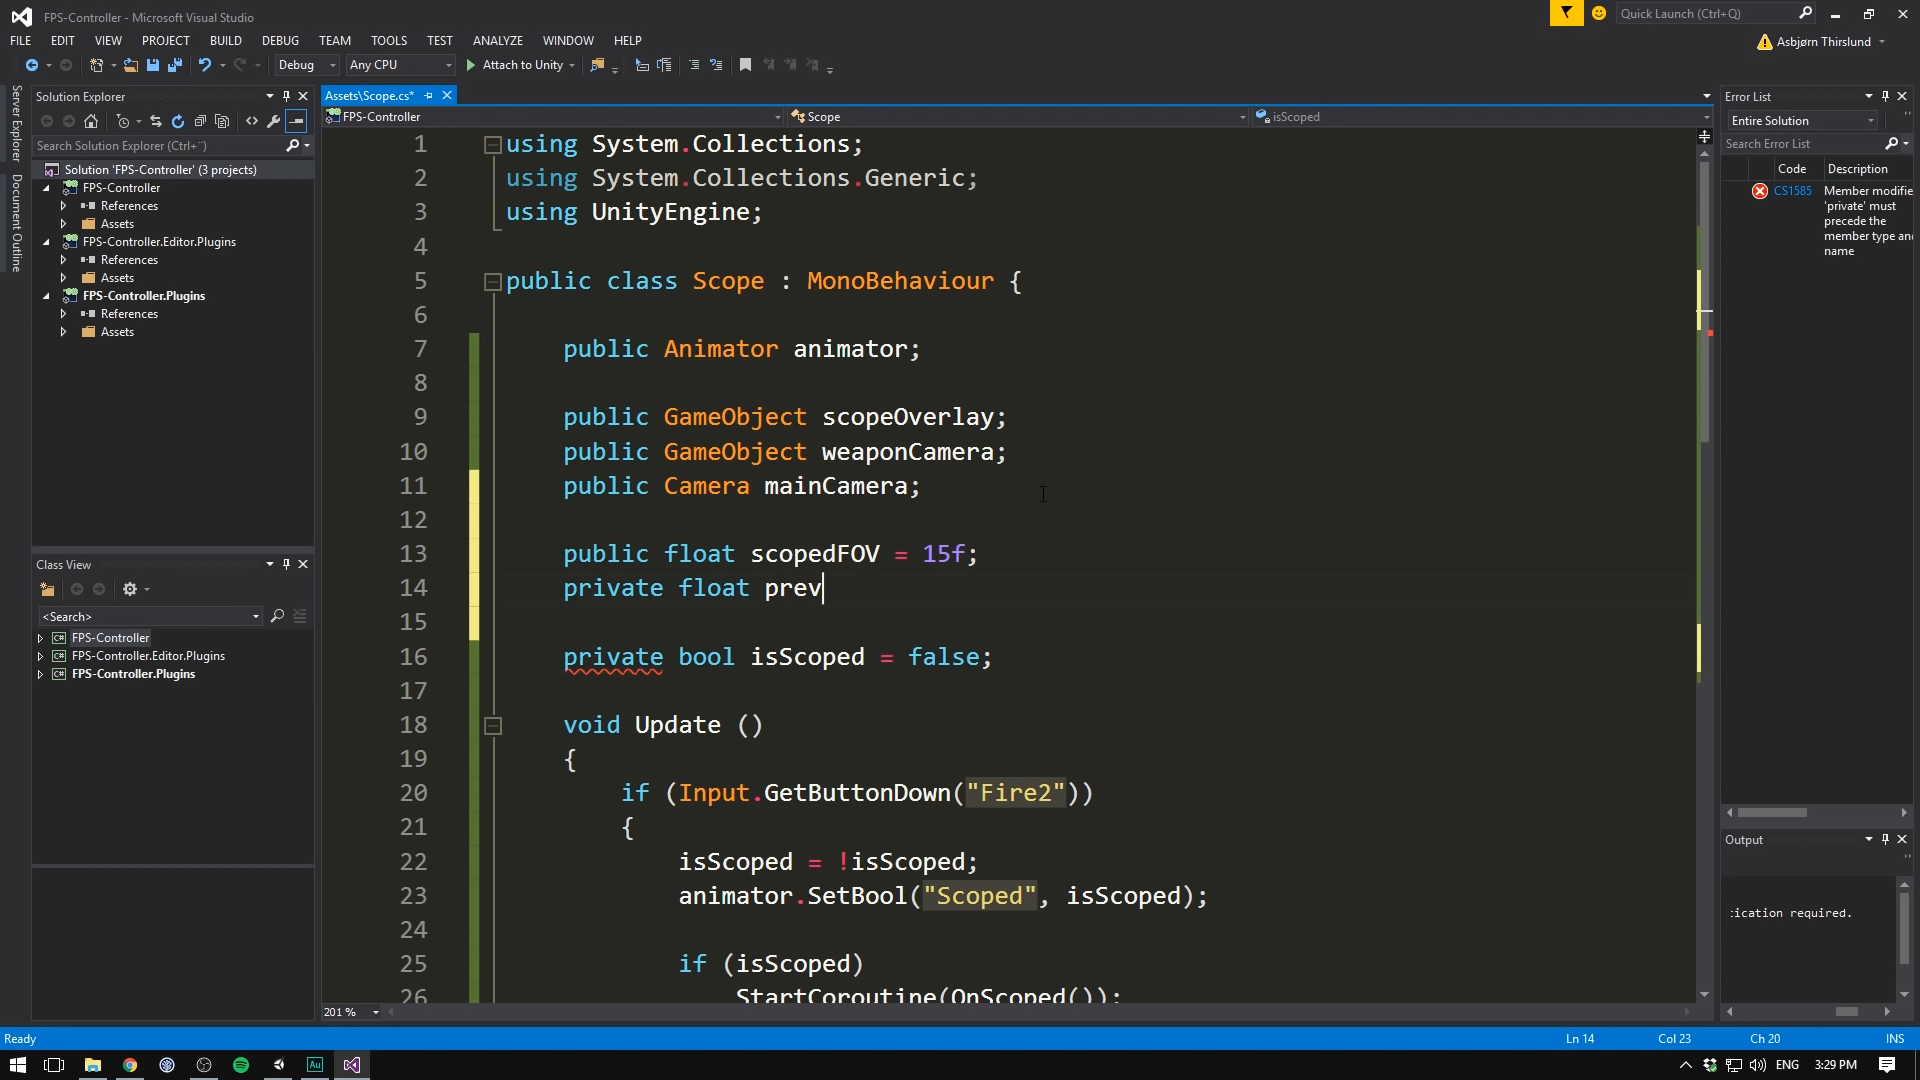 FPS-Controller - Microsoft Visual Studio
Quick Launch (Ctrl+Q)
FILE EDIT VIEW PROJECT BUILD DEBUG TEAM TOOLS TEST ANALYZE WINDOW HELP
Asbjørn Thirslund
Debug Any CPU Attach to Unity
Server Explorer
Document Outline
Solution Explorer
Search Solution Explorer (Ctrl+¨)
Solution 'FPS-Controller' (3 projects)
FPS-Controller
References
Assets
FPS-Controller.Editor.Plugins
References
Assets
FPS-Controller.Plugins
References
Assets
Class View
<Search>
FPS-Controller
FPS-Controller.Editor.Plugins
FPS-Controller.Plugins
Assets\Scope.cs*
FPS-Controller Scope isScoped
1 using System.Collections;
2 using System.Collections.Generic;
3 using UnityEngine;
4
5 public class Scope : MonoBehaviour {
6
7 public Animator animator;
8
9 public GameObject scopeOverlay;
10 public GameObject weaponCamera;
11 public Camera mainCamera;
12
13 public float scopedFOV = 15f;
14 private float prev
15
16 private bool isScoped = false;
17
18 void Update ()
19 {
20 if (Input.GetButtonDown("Fire2"))
21 {
22 isScoped = !isScoped;
23 animator.SetBool("Scoped", isScoped);
24
25 if (isScoped)
26 StartCoroutine(OnScoped());
201 %
Error List
Entire Solution
Search Error List
Code Description
CS1585 Member modifie
'private' must
precede the
member type an
name
Output
ication required.
Ready Ln 14 Col 23 Ch 20 INS
Au ENG 3:29 PM